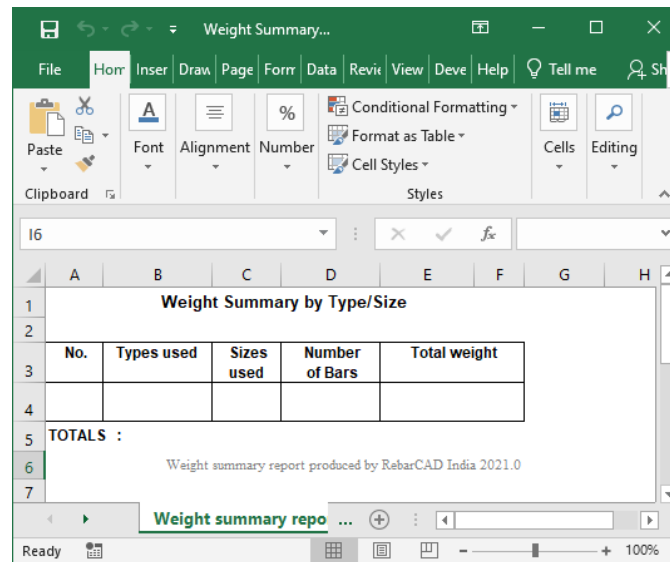 Weight Summary...
File Hom Inser Draw Page Form Data Revie View Deve Help Tell me Sh
Paste
Clipboard
A
Font
Alignment
%
Number
Conditional Formatting
Format as Table
Cell Styles
Styles
Cells
Editing
I6 fx
A B C D E F G H
1 Weight Summary by Type/Size
2
3 No. Types used Sizes used Number of Bars Total weight
4
5 TOTALS :
6 Weight summary report produced by RebarCAD India 2021.0
7
Weight summary repo ...
Ready 100%